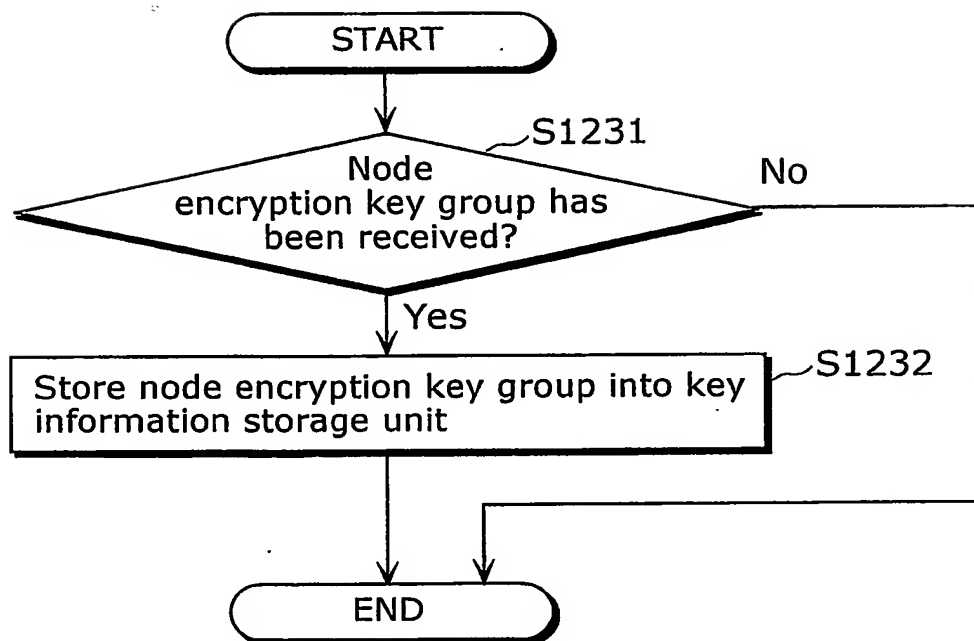 START
S1231
Node
encryption key group has
been received?
No
Yes
S1232
Store node encryption key group into key
information storage unit
END